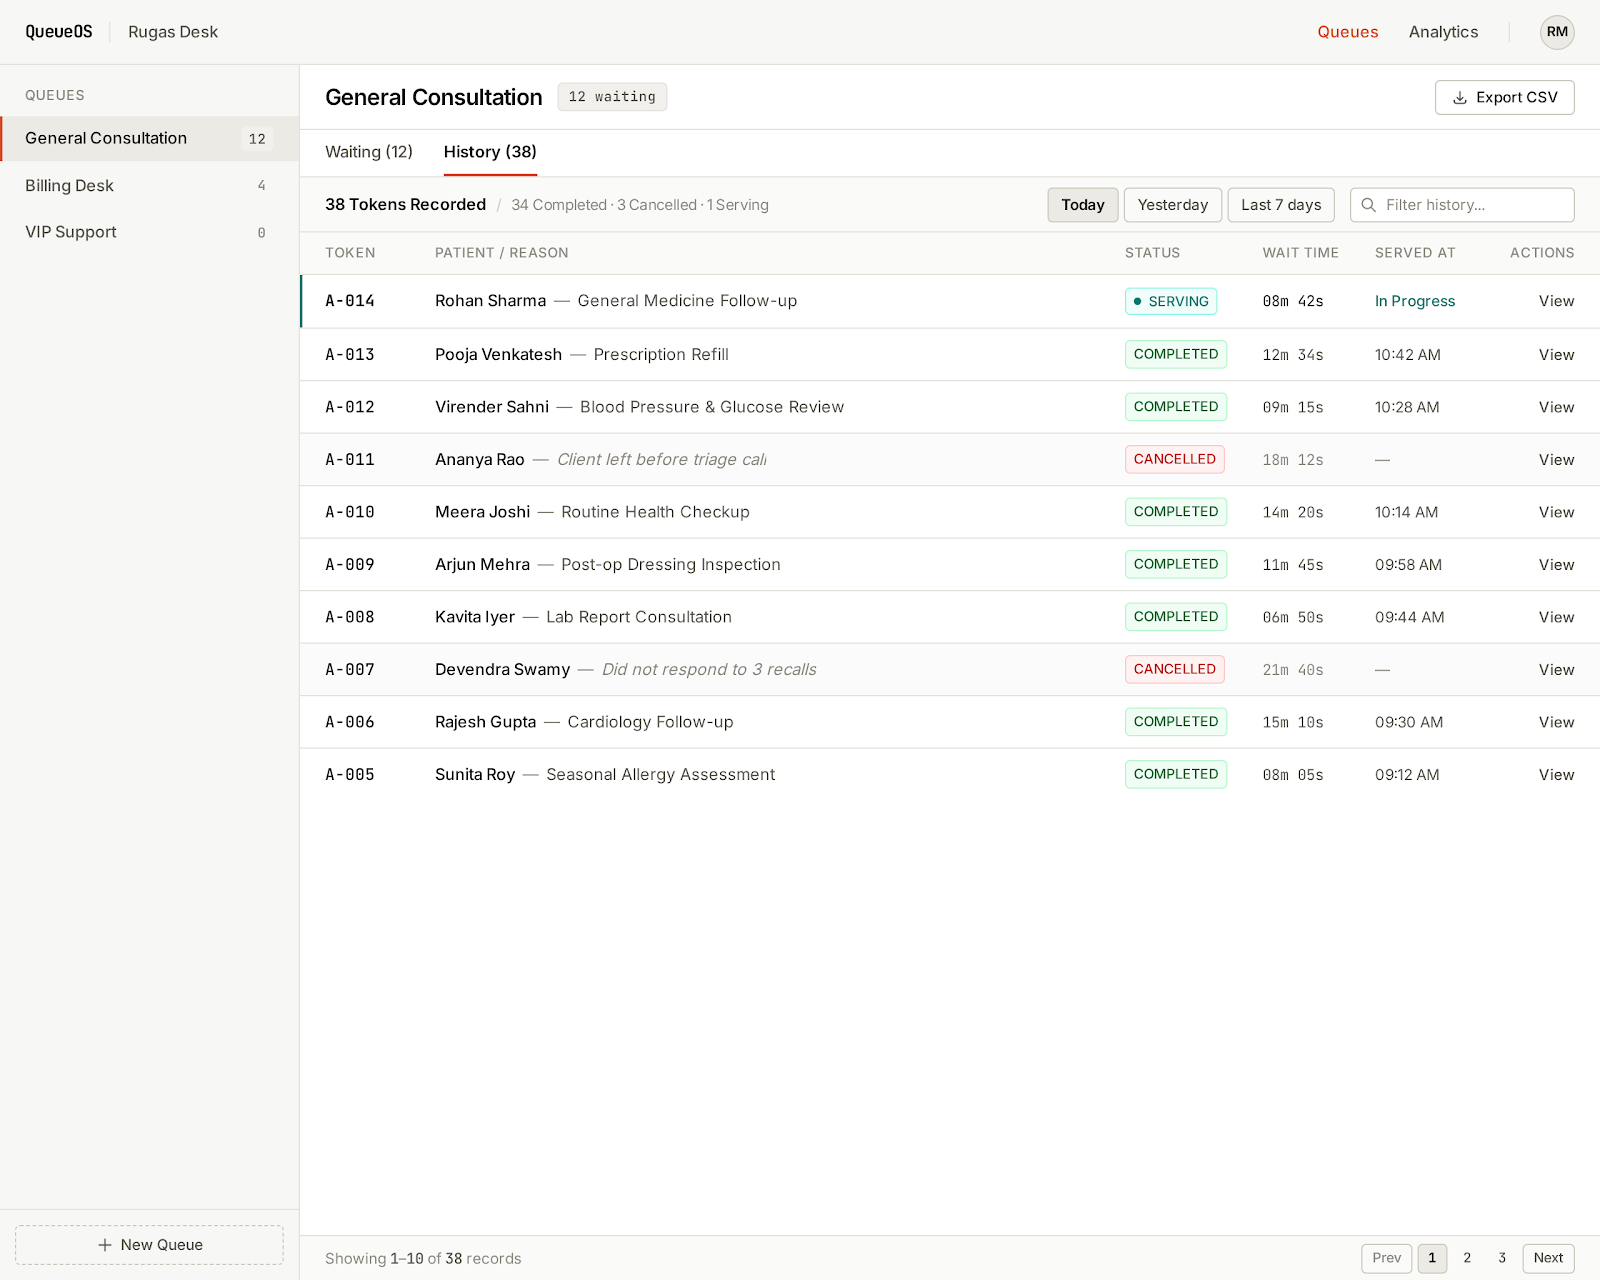 QueueOS Rugas Desk Queues Analytics RM
QUEUES
General Consultation 12
Billing Desk 4
VIP Support 0
New Queue
General Consultation 12 waiting Export CSV
Waiting (12) History (38)
38 Tokens Recorded / 34 Completed · 3 Cancelled · 1 Serving Today Yesterday Last 7 days Filter history...
TOKEN PATIENT / REASON STATUS WAIT TIME SERVED AT ACTIONS
A-014 Rohan Sharma — General Medicine Follow-up SERVING 08m 42s In Progress View
A-013 Pooja Venkatesh — Prescription Refill COMPLETED 12m 34s 10:42 AM View
A-012 Virender Sahni — Blood Pressure & Glucose Review COMPLETED 09m 15s 10:28 AM View
A-011 Ananya Rao — Client left before triage call CANCELLED 18m 12s — View
A-010 Meera Joshi — Routine Health Checkup COMPLETED 14m 20s 10:14 AM View
A-009 Arjun Mehra — Post-op Dressing Inspection COMPLETED 11m 45s 09:58 AM View
A-008 Kavita Iyer — Lab Report Consultation COMPLETED 06m 50s 09:44 AM View
A-007 Devendra Swamy — Did not respond to 3 recalls CANCELLED 21m 40s — View
A-006 Rajesh Gupta — Cardiology Follow-up COMPLETED 15m 10s 09:30 AM View
A-005 Sunita Roy — Seasonal Allergy Assessment COMPLETED 08m 05s 09:12 AM View
Showing 1–10 of 38 records Prev 1 2 3 Next